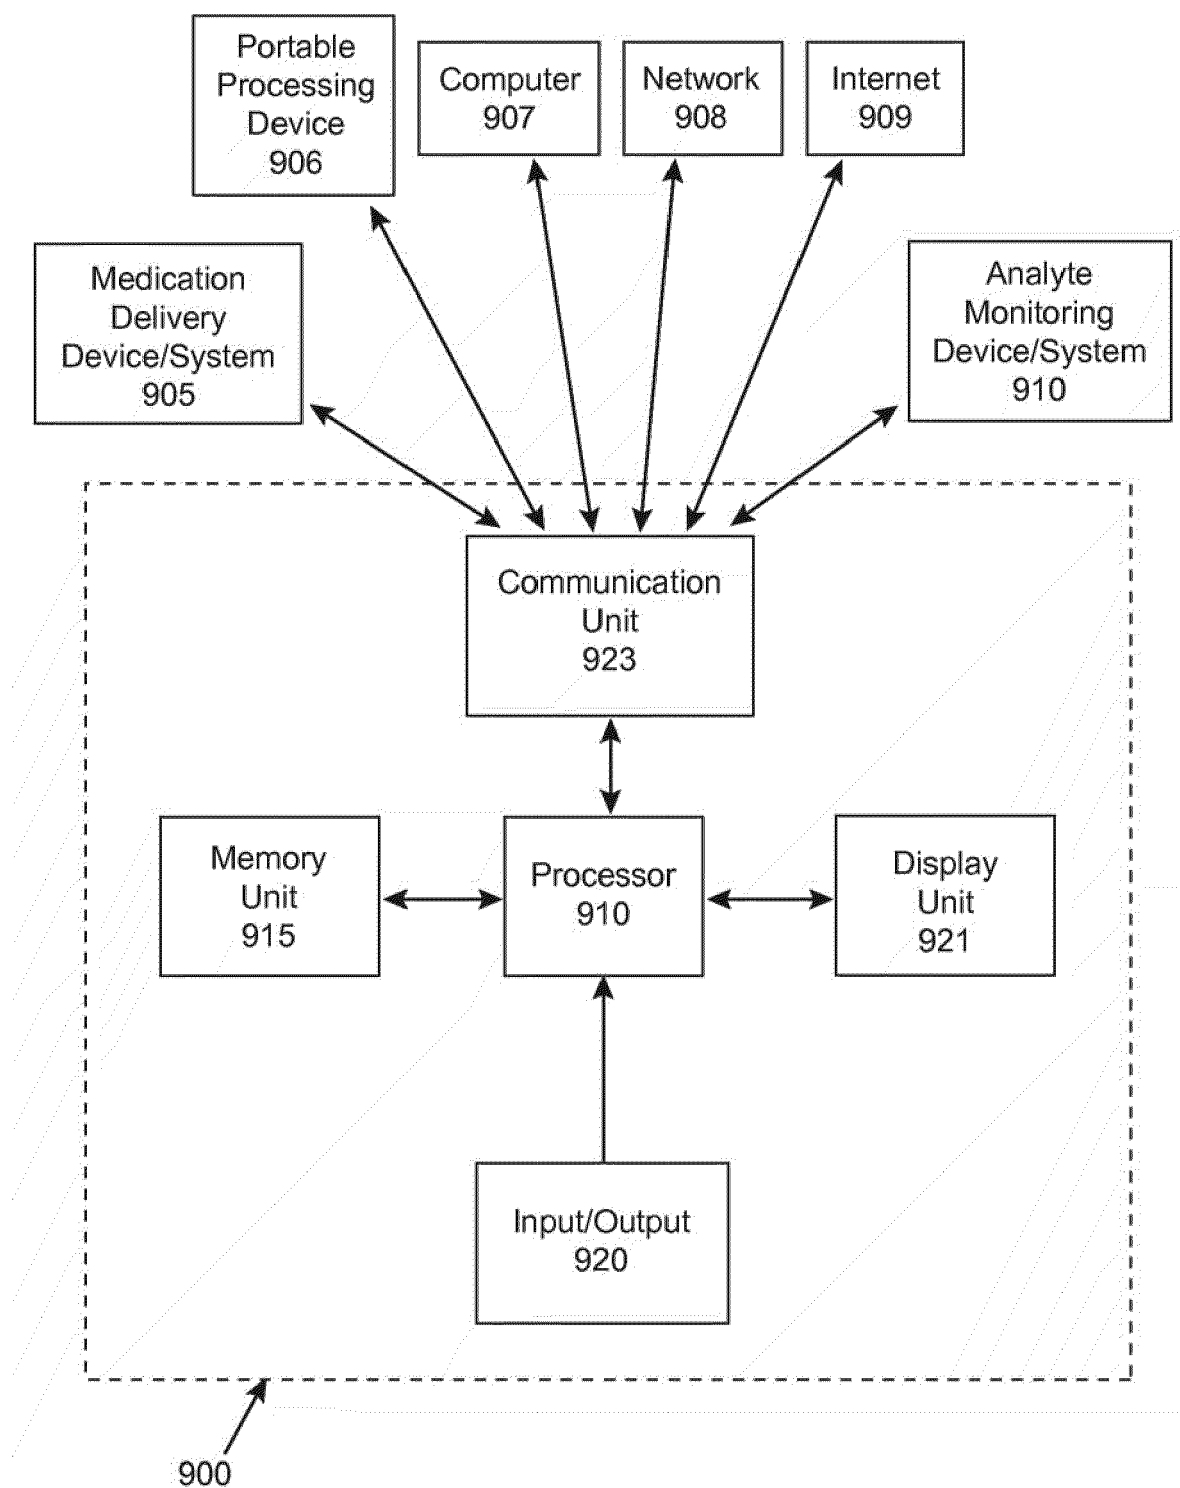 Portable
Processing
Device
906
Computer
907
Network
908
Internet
909
Medication
Delivery
Device/System
905
Analyte
Monitoring
Device/System
910
Communication
Unit
923
Memory
Unit
915
Processor
910
Display
Unit
921
Input/Output
920
900